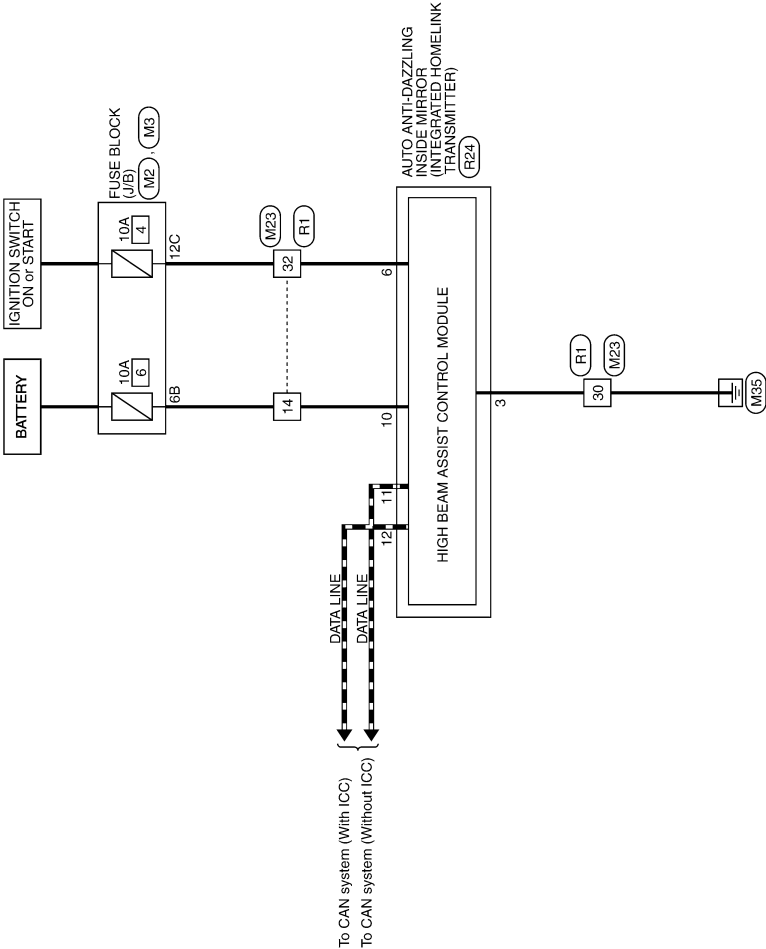 BATTERY
IGNITION SWITCH
ON or START
10A
6
10A
4
FUSE BLOCK
(J/B)
M2 , M3
6B
12C
14
32
M23
R1
DATA LINE
DATA LINE
To CAN system (With ICC)
To CAN system (Without ICC)
12
11
10
6
AUTO ANTI-DAZZLING
INSIDE MIRROR
(INTEGRATED HOMELINK
TRANSMITTER)
R24
HIGH BEAM ASSIST CONTROL MODULE
3
30
R1
M23
M35